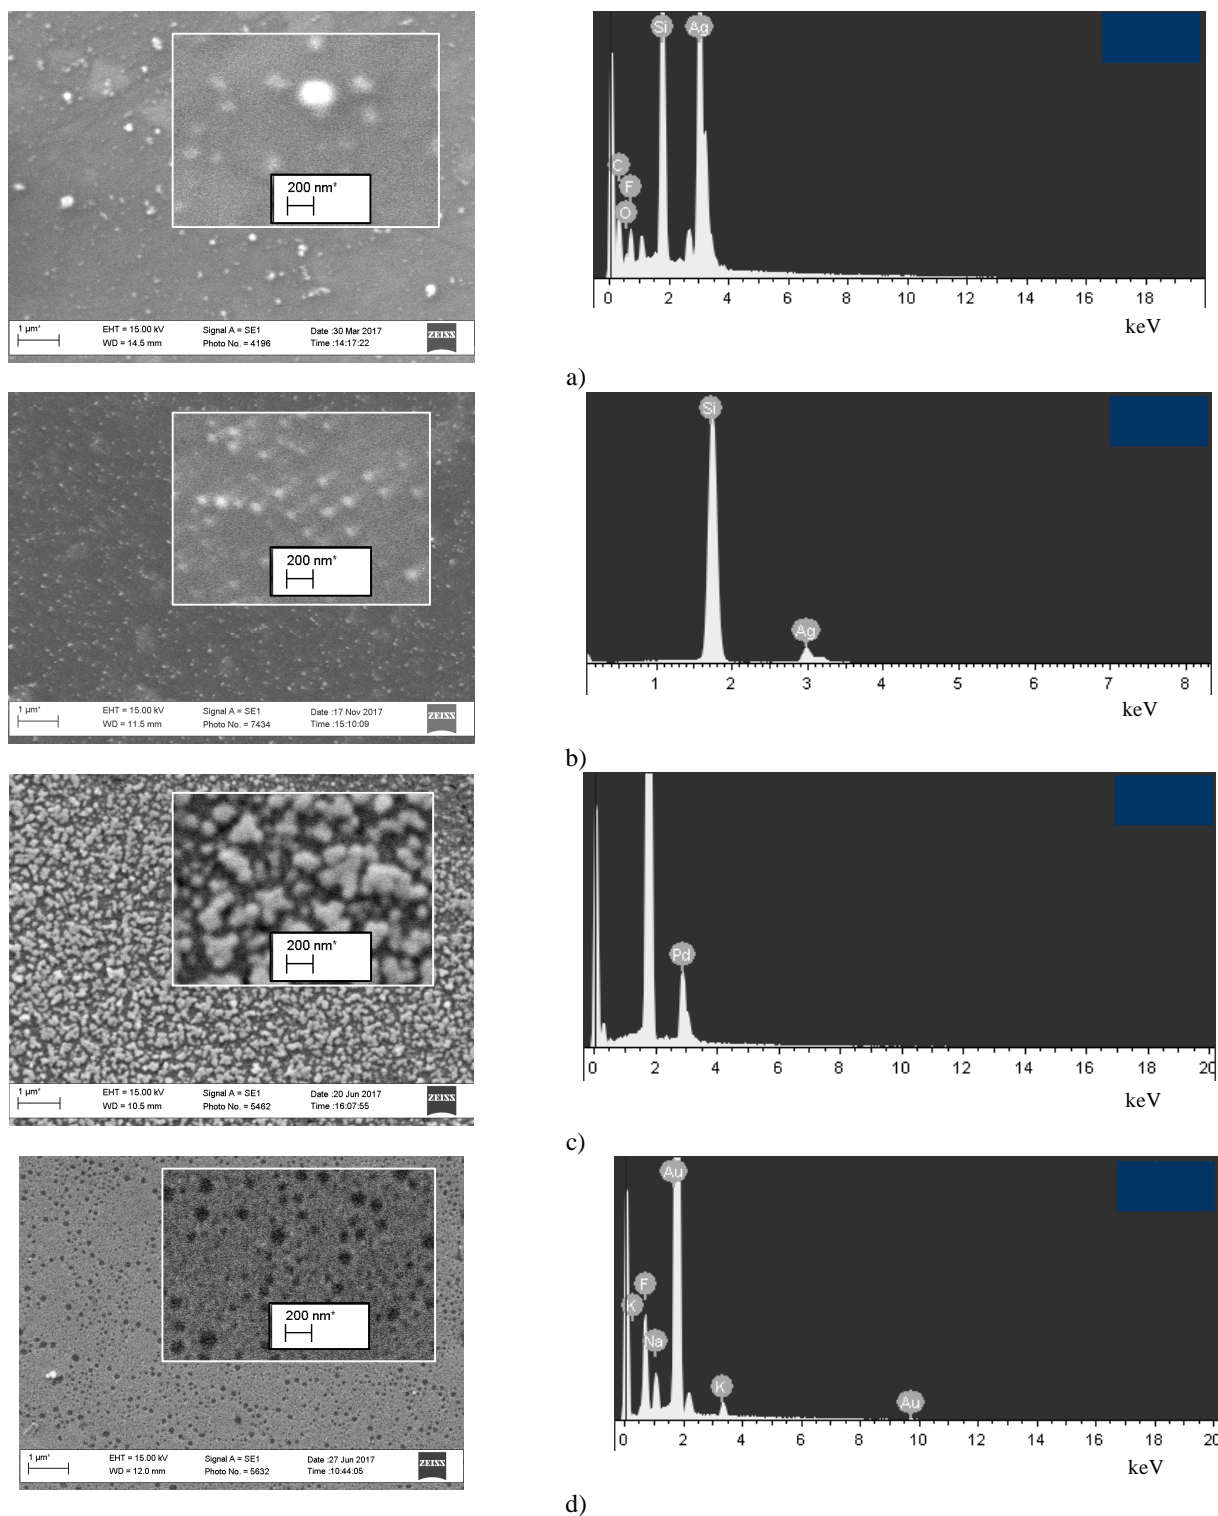 200 nm*
1 µm*
EHT = 15.00 kV
WD = 14.5 mm
Signal A = SE1
Photo No. = 4196
Date :30 Mar 2017
Time :14:17:22
ZEISS
Si
Ag
C
F
O
0 2 4 6 8 10 12 14 16 18
keV
a)
200 nm*
1 µm*
EHT = 15.00 kV
WD = 11.5 mm
Signal A = SE1
Photo No. = 7434
Date :17 Nov 2017
Time :15:10:09
ZEISS
Si
Ag
1 2 3 4 5 6 7 8
keV
b)
200 nm*
1 µm*
EHT = 15.00 kV
WD = 10.5 mm
Signal A = SE1
Photo No. = 5462
Date :20 Jun 2017
Time :16:07:55
ZEISS
Pd
0 2 4 6 8 10 12 14 16 18 20
keV
c)
200 nm*
1 µm*
EHT = 15.00 kV
WD = 12.0 mm
Signal A = SE1
Photo No. = 5632
Date :27 Jun 2017
Time :10:44:05
ZEISS
Au
F
K
Na
K
Au
0 2 4 6 8 10 12 14 16 18 20
keV
d)